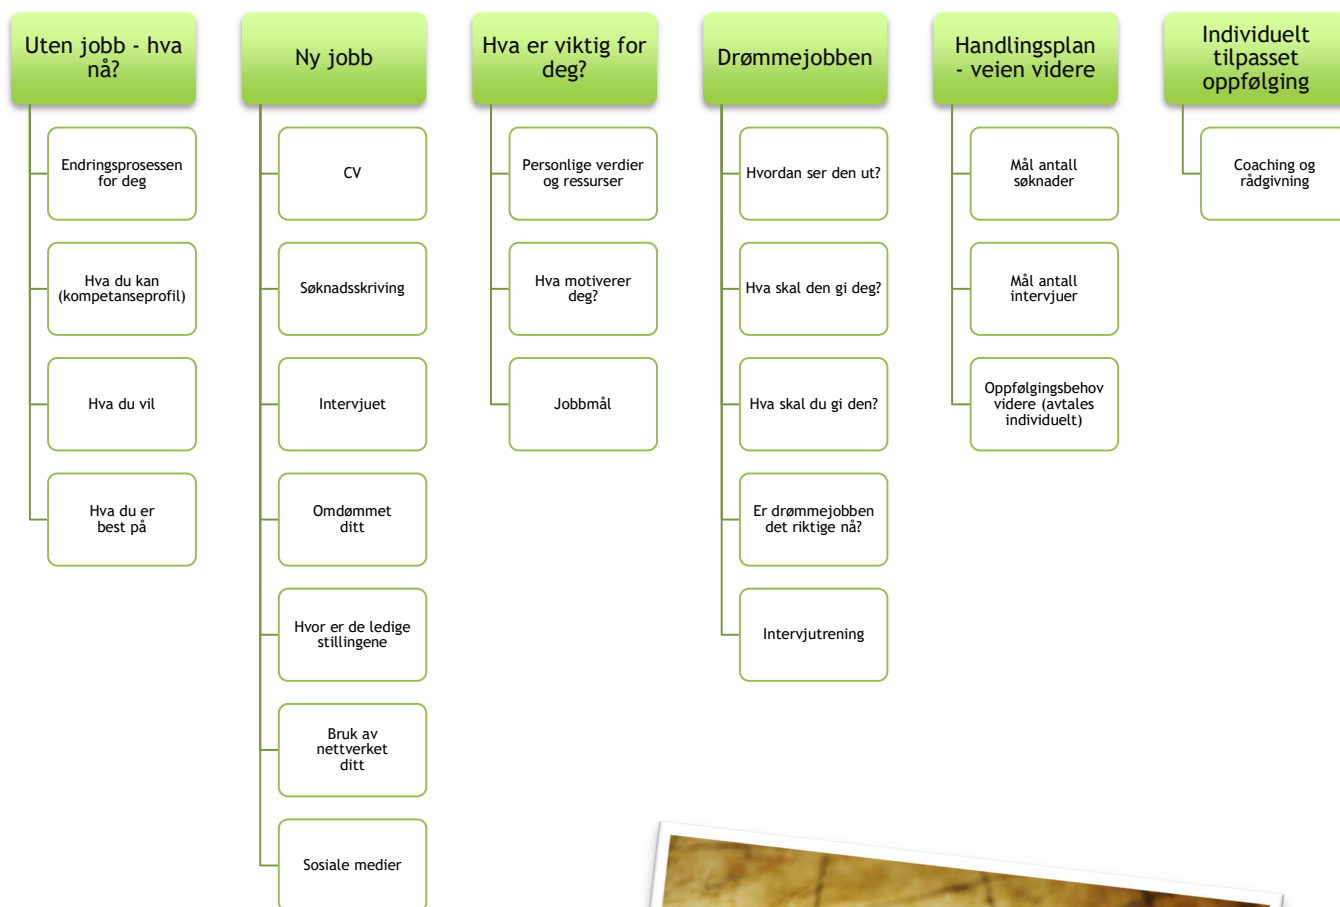 Uten jobb - hva
nå?
Endringsprosessen
for deg
Hva du kan
(kompetanseprofil)
Hva du vil
Hva du er
best på
Ny jobb
CV
Søknadsskriving
Intervjuet
Omdømmet
ditt
Hvor er de ledige
stillingene
Bruk av
nettverket
ditt
Sosiale medier
Hva er viktig for
deg?
Personlige verdier
og ressurser
Hva motiverer
deg?
Jobbmål
Drømmejobben
Hvordan ser den ut?
Hva skal den gi deg?
Hva skal du gi den?
Er drømmejobben
det riktige nå?
Intervjutrening
Handlingsplan
- veien videre
Mål antall
søknader
Mål antall
intervjuer
Oppfølgingsbehov
videre (avtales
individuelt)
Individuelt
tilpasset
oppfølging
Coaching og
rådgivning